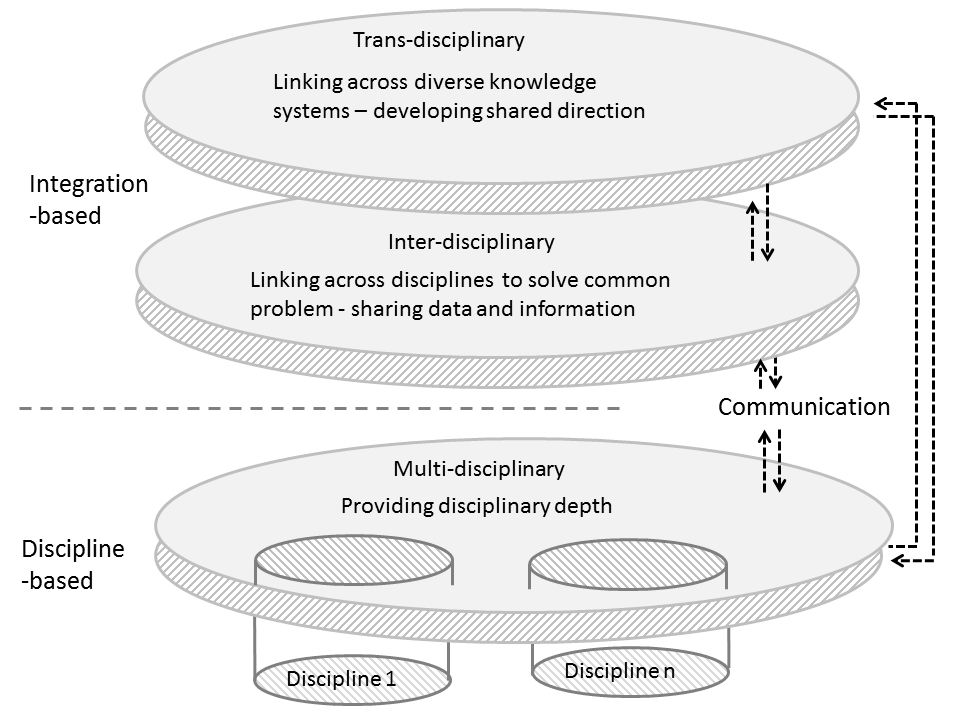 Trans-disciplinary
Linking across diverse knowledge
systems – developing shared direction
Integration
-based
Inter-disciplinary
Linking across disciplines to solve common
problem - sharing data and information
Communication
Multi-disciplinary
Providing disciplinary depth
Discipline
-based
Discipline 1
Discipline n